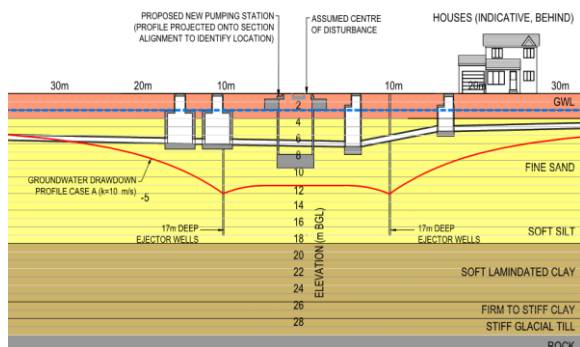 PROPOSED NEW PUMPING STATION
(PROFILE PROJECTED ONTO SECTION
ALIGNMENT TO IDENTIFY LOCATION)
ASSUMED CENTRE
OF DISTURBANCE
HOUSES (INDICATIVE, BEHIND)
30m
20m
10m
10m
20m
30m
GWL
2
4
6
8
10
12
14
16
18
20
22
24
26
28
ELEVATION (m BGL)
GROUNDWATER DRAWDOWN
PROFILE CASE A (k=10 m/s)
-5
FINE SAND
17m DEEP
EJECTOR WELLS
17m DEEP
EJECTOR WELLS
SOFT SILT
SOFT LAMINDATED CLAY
FIRM TO STIFF CLAY
STIFF GLACIAL TILL
ROCK